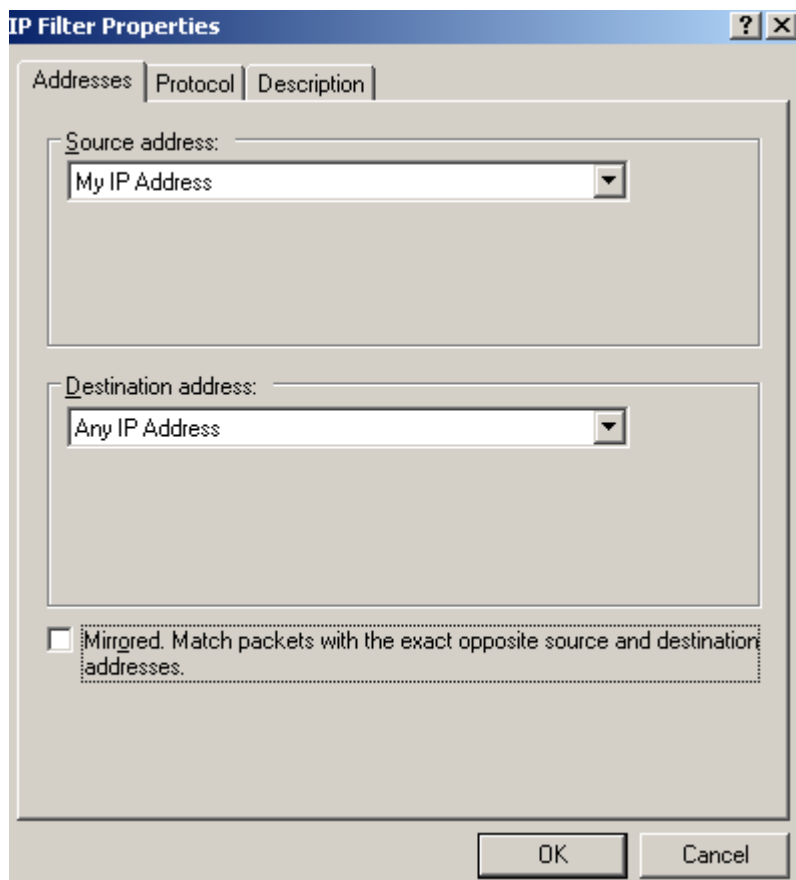 IP Filter Properties
Addresses Protocol Description
Source address:
My IP Address
Destination address:
Any IP Address
Mirrored. Match packets with the exact opposite source and destination
addresses.
OK Cancel